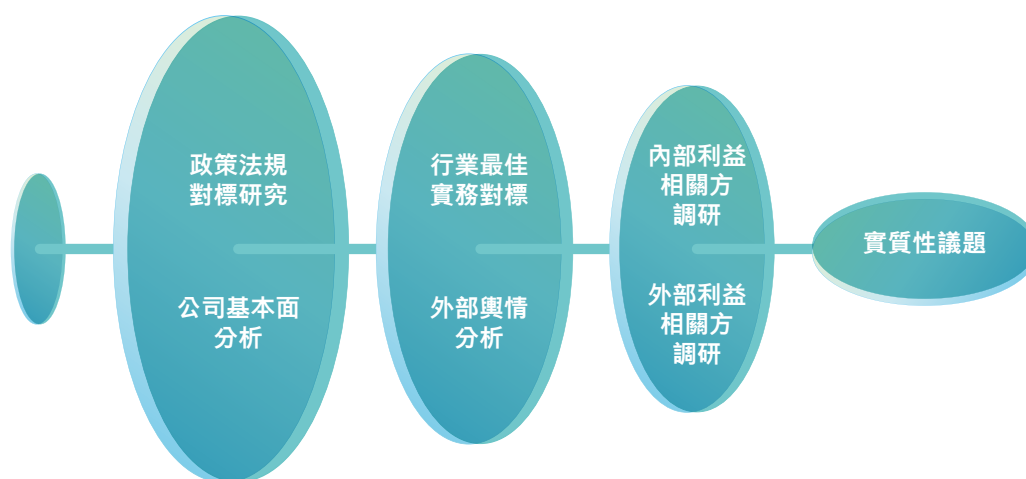 政策法規
對標研究
公司基本面
分析
行業最佳
實務對標
外部輿情
分析
內部利益
相關方
調研
外部利益
相關方
調研
實質性議題